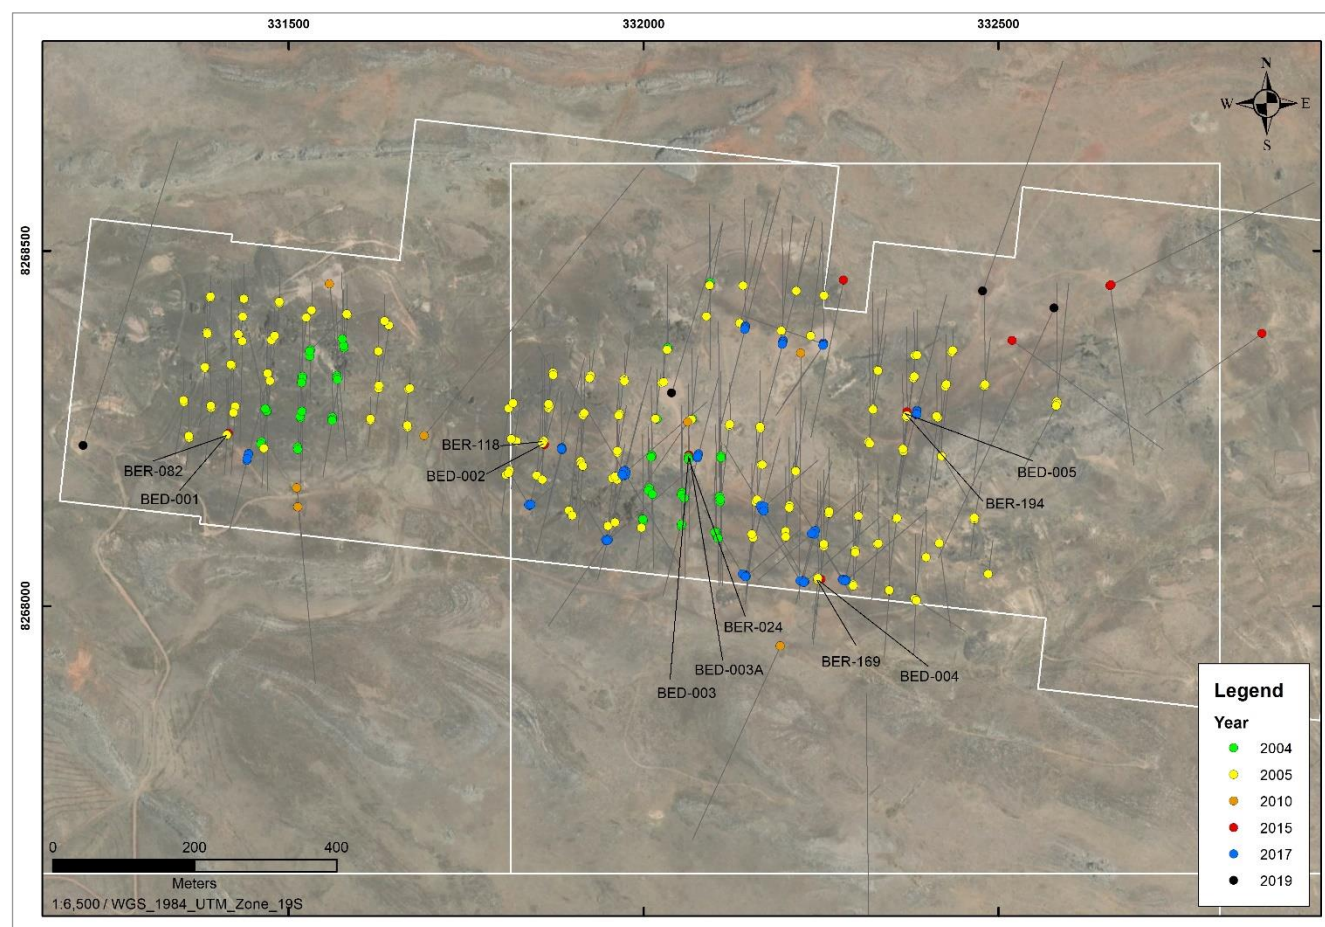 331500
332000
332500
8268500
8268000
N
W
E
S
BER-082
BED-001
BER-118
BED-002
BED-005
BER-194
BER-024
BED-003A
BED-003
BER-169
BED-004
Legend
Year
2004
2005
2010
2015
2017
2019
0 200 400
Meters
1:6,500 / WGS_1984_UTM_Zone_19S